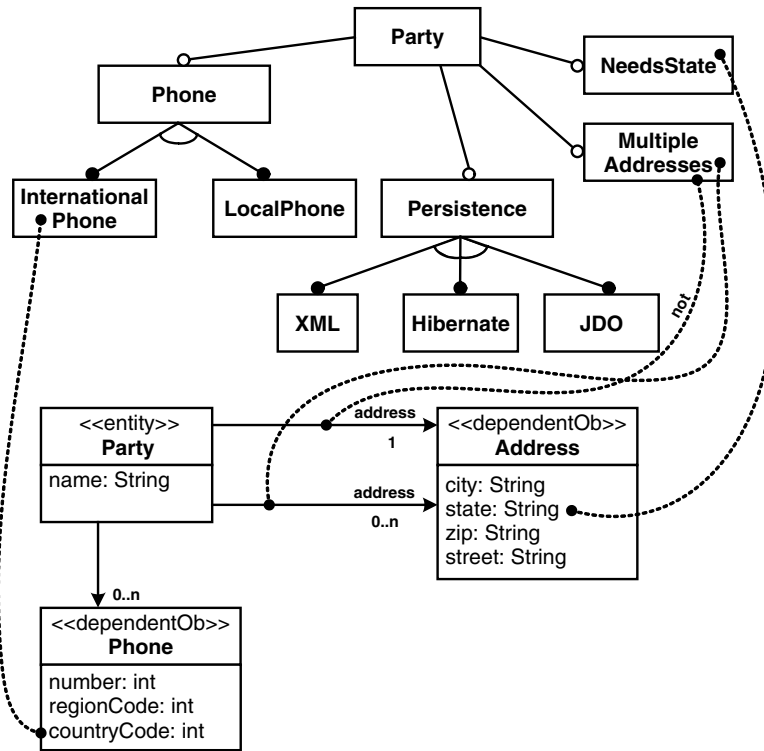 Party
NeedsState
Phone
Multiple
Addresses
International
Phone
LocalPhone
Persistence
XML
Hibernate
JDO
not
<<entity>>
Party
name: String
address
1
address
0..n
<<dependentOb>>
Address
city: String
state: String
zip: String
street: String
0..n
<<dependentOb>>
Phone
number: int
regionCode: int
countryCode: int